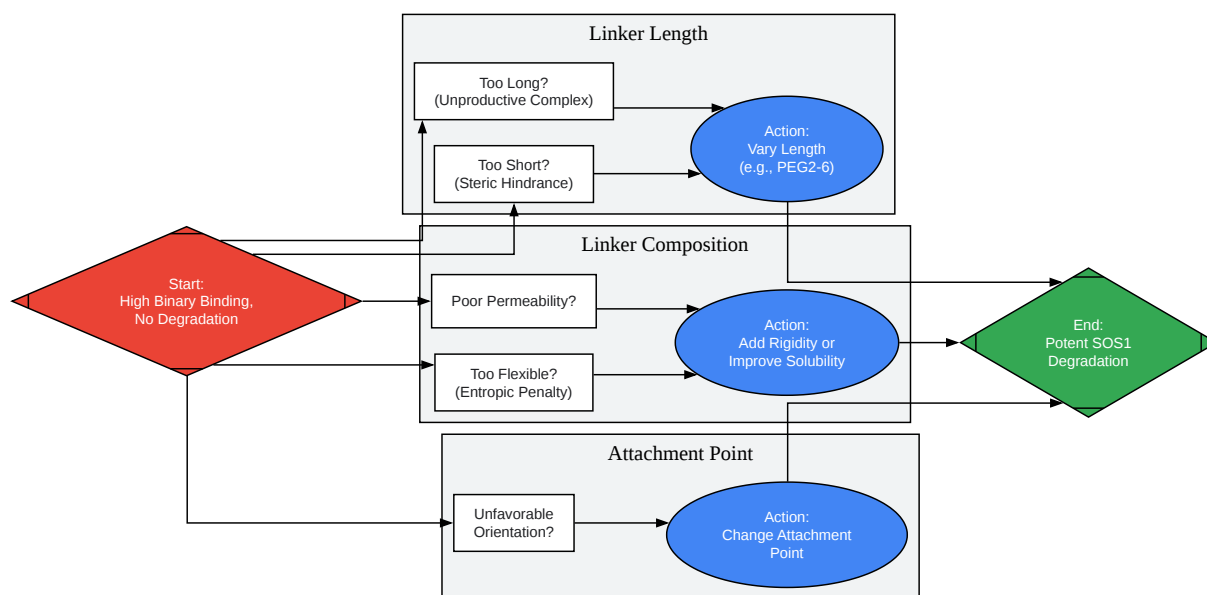 Linker Length
Too Long?
(Unproductive Complex)
Action:
Vary Length
(e.g., PEG2-6)
Too Short?
(Steric Hindrance)
Linker Composition
Start:
High Binary Binding,
No Degradation
Poor Permeability?
Action:
Add Rigidity or
Improve Solubility
End:
Potent SOS1
Degradation
Too Flexible?
(Entropic Penalty)
Attachment Point
Unfavorable
Orientation?
Action:
Change Attachment
Point